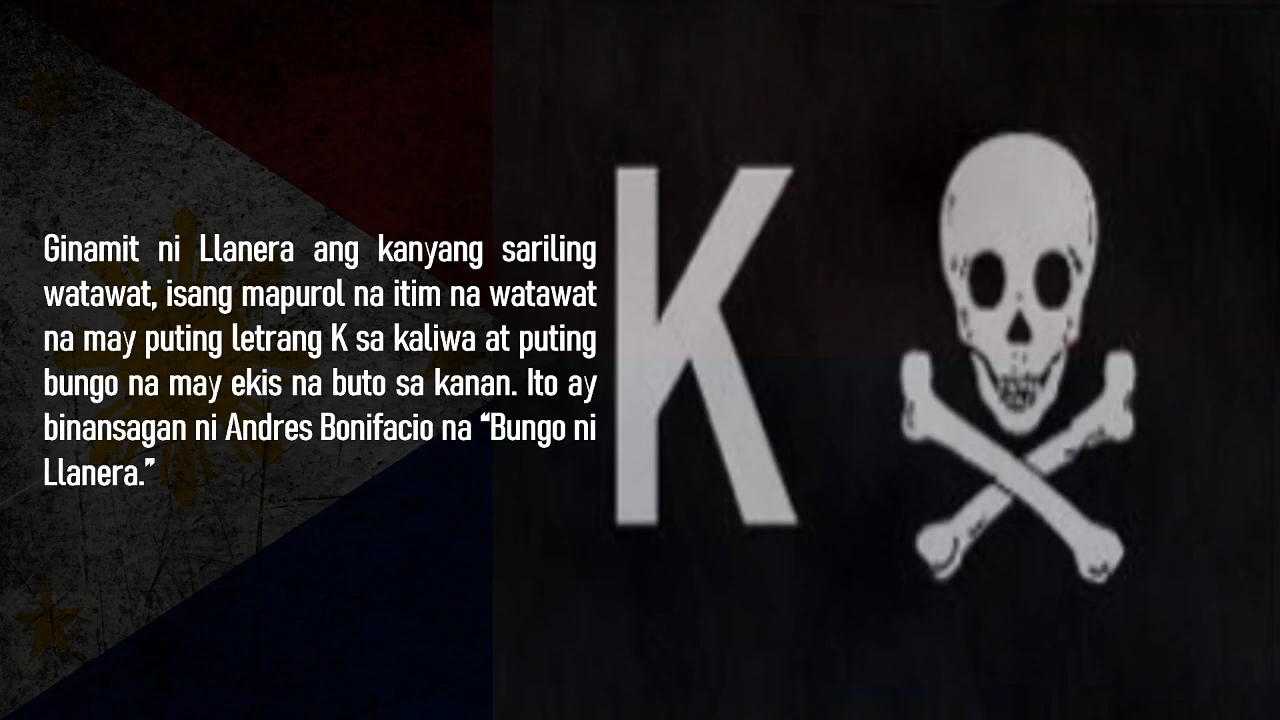 Ginamit ni Llanera ang kanyang sariling
watawat, isang mapurol na itim na watawat
na may puting letrang K sa kaliwa at puting
bungo na may ekis na buto sa kanan. Ito ay
binansagan ni Andres Bonifacio na “Bungo ni
Llanera.”
K